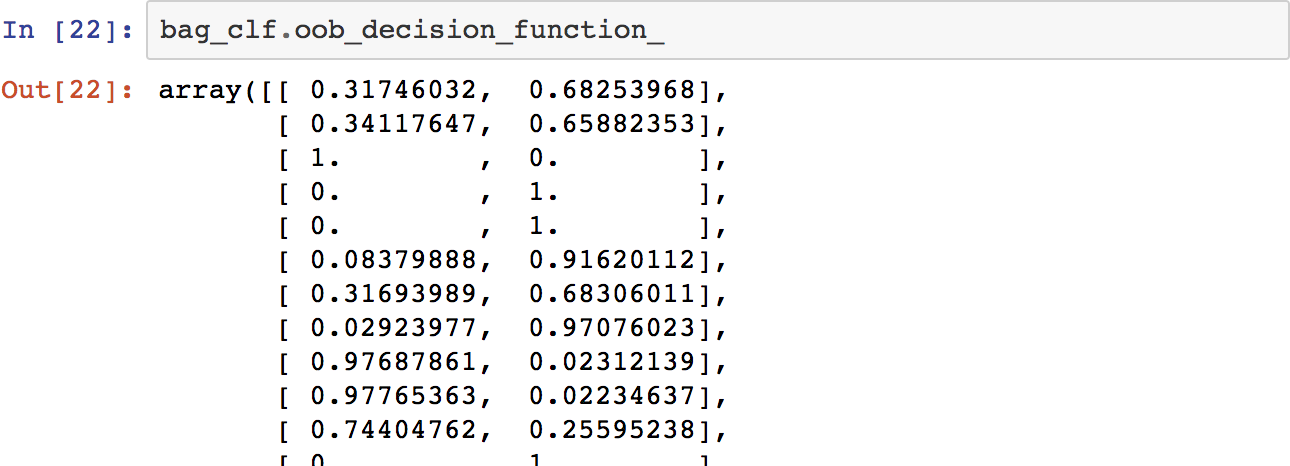 In [22]: bag_clf.oob_decision_function_
Out[22]: array([[ 0.31746032,  0.68253968],
[ 0.34117647,  0.65882353],
[ 1.        ,  0.        ],
[ 0.        ,  1.        ],
[ 0.        ,  1.        ],
[ 0.08379888,  0.91620112],
[ 0.31693989,  0.68306011],
[ 0.02923977,  0.97076023],
[ 0.97687861,  0.02312139],
[ 0.97765363,  0.02234637],
[ 0.74404762,  0.25595238],